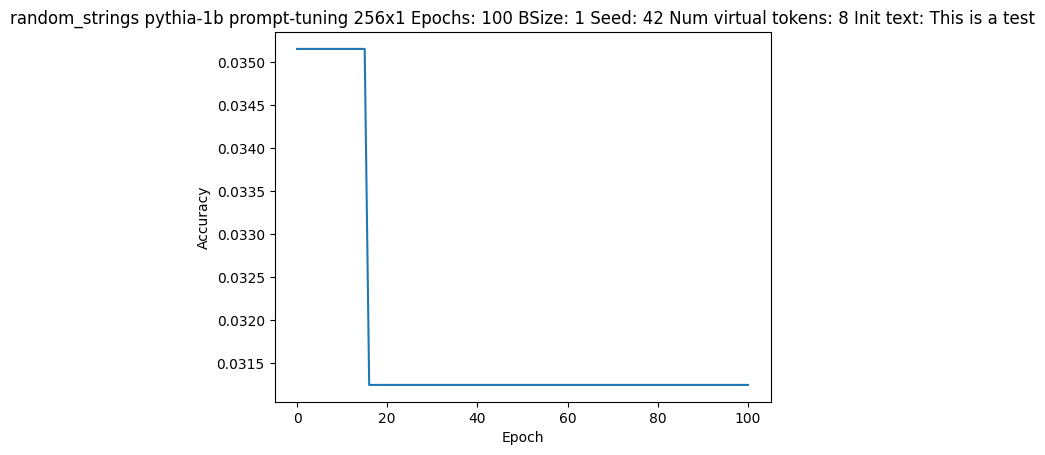 random_strings pythia-1b prompt-tuning 256x1 Epochs: 100 BSize: 1 Seed: 42 Num virtual tokens: 8 Init text: This is a test
0.0350
0.0345
0.0340
0.0335
0.0330
0.0325
0.0320
0.0315
Accuracy
0 20 40 60 80 100
Epoch